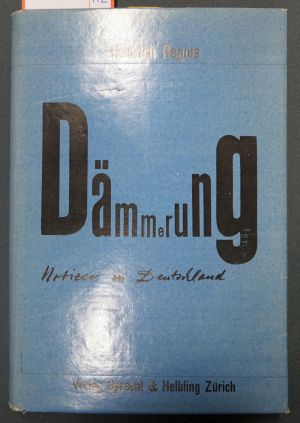 Heinrich Regius
Dämmerung
Notizen in Deutschland
Verlag Oprecht & Helbling Zürich